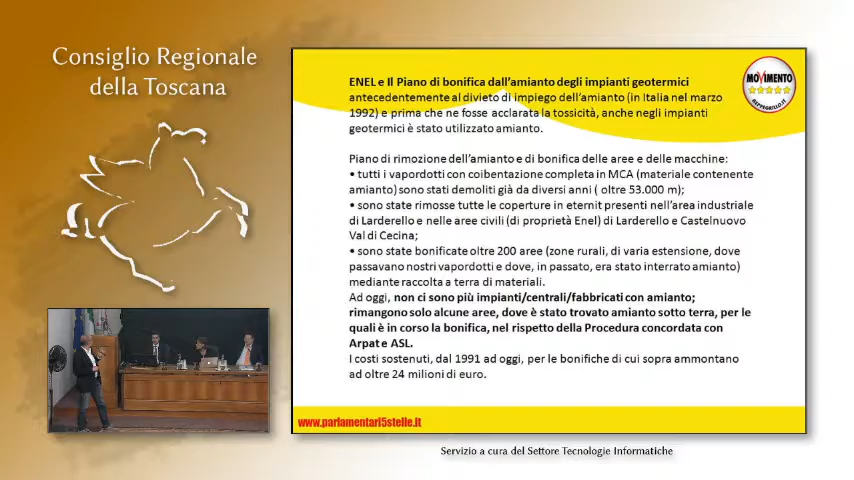 Consiglio Regionale
della Toscana
ENEL e Il Piano di bonifica dall'amianto degli impianti geotermici
antecedentemente al divieto di impiego dell'amianto (in Italia nel marzo
1992) e prima che ne fosse acclarata la tossicità, anche negli impianti
geotermici è stato utilizzato amianto.
Piano di rimozione dell'amianto e di bonifica delle aree e delle macchine:
• tutti i vapordotti con coibentazione completa in MCA (materiale contenente
amianto) sono stati demoliti già da diversi anni ( oltre 53.000 m);
• sono state rimosse tutte le coperture in eternit presenti nell'area industriale
di Larderello e nelle aree civili (di proprietà Enel) di Larderello e Castelnuovo
Val di Cecina;
• sono state bonificate oltre 200 aree (zone rurali, di varia estensione, dove
passavano nostri vapordotti e dove, in passato, era stato interrato amianto)
mediante raccolta a terra di materiali.
Ad oggi, non ci sono più impianti/centrali/fabbricati con amianto;
rimangono solo alcune aree, dove è stato trovato amianto sotto terra, per le
quali è in corso la bonifica, nel rispetto della Procedura concordata con
Arpat e ASL.
I costi sostenuti, dal 1991 ad oggi, per le bonifiche di cui sopra ammontano
ad oltre 24 milioni di euro.
MOVIMENTO
BEPPEGRILLO.IT
www.parlamentari5stelle.it
Servizio a cura del Settore Tecnologie Informatiche